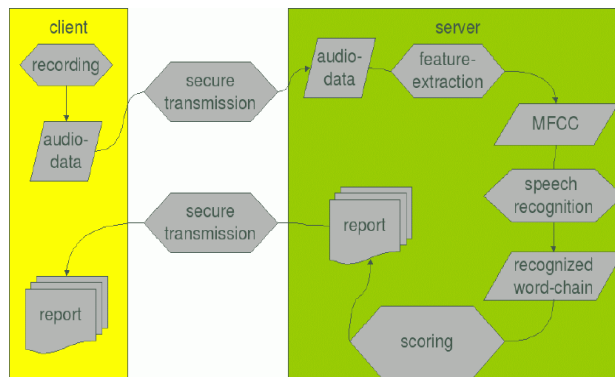 client
server
recording
audio-
data
secure
transmission
audio-
data
feature-
extraction
MFCC
speech
recognition
recognized
word-chain
scoring
report
secure
transmission
report